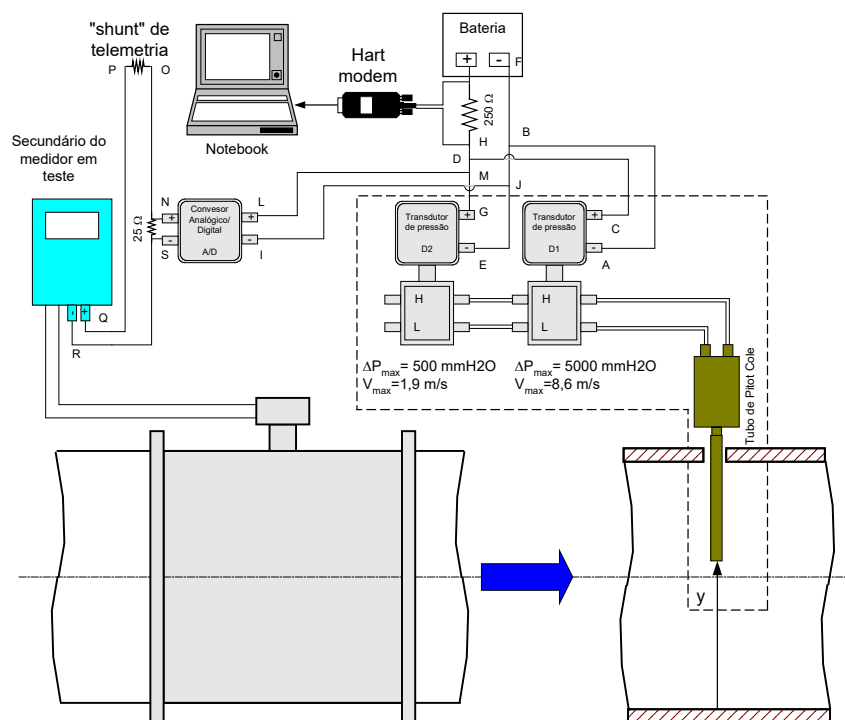 "shunt" de
telemetria
P
O
Bateria
+
-
F
Hart
modem
250 Ω
H
Notebook
B
D
M
J
Secundário do
medidor em
teste
N
L
+
+
Convesor
Analógico/
Digital
A/D
-
-
S
I
25 Ω
Q
-
+
R
Transdutor
de pressão
D2
+
G
-
E
Transdutor
de pressão
D1
+
C
-
A
H
L
H
L
ΔPmax= 500 mmH2O
Vmax=1,9 m/s
ΔPmax= 5000 mmH2O
Vmax=8,6 m/s
Tubo de Pitot Cole
y